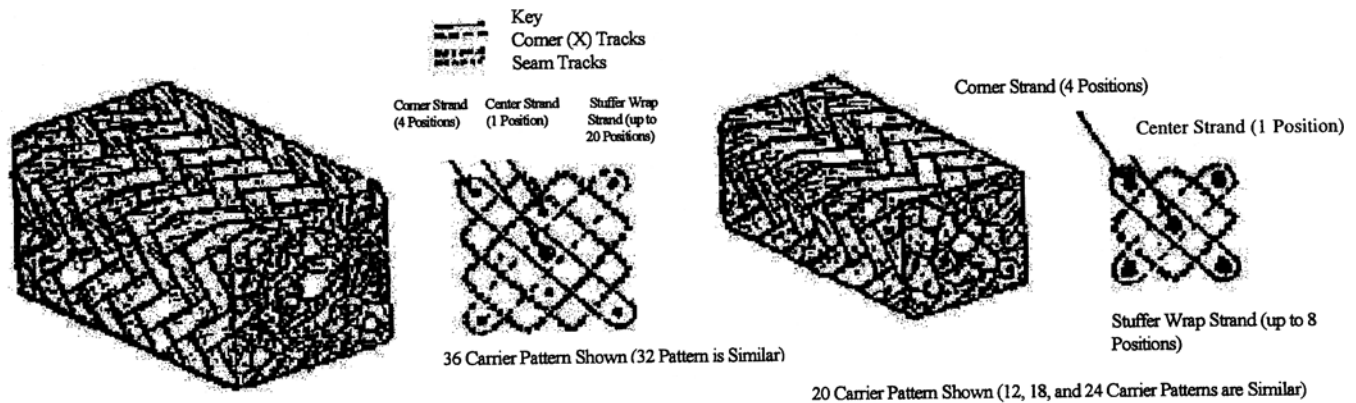 Key
Corner (X) Tracks
Seam Tracks
Corner Strand
(4 Positions)
Center Strand
(1 Position)
Stuffer Wrap
Strand (up to
20 Positions)
36 Carrier Pattern Shown (32 Pattern is Similar)
Corner Strand (4 Positions)
Center Strand (1 Position)
Stuffer Wrap Strand (up to 8
Positions)
20 Carrier Pattern Shown (12, 18, and 24 Carrier Patterns are Similar)